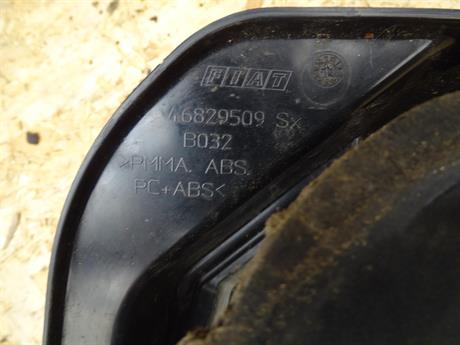 FIAT
46829509 Sx
B032
>PMMA. ABS.
PC+ABS<